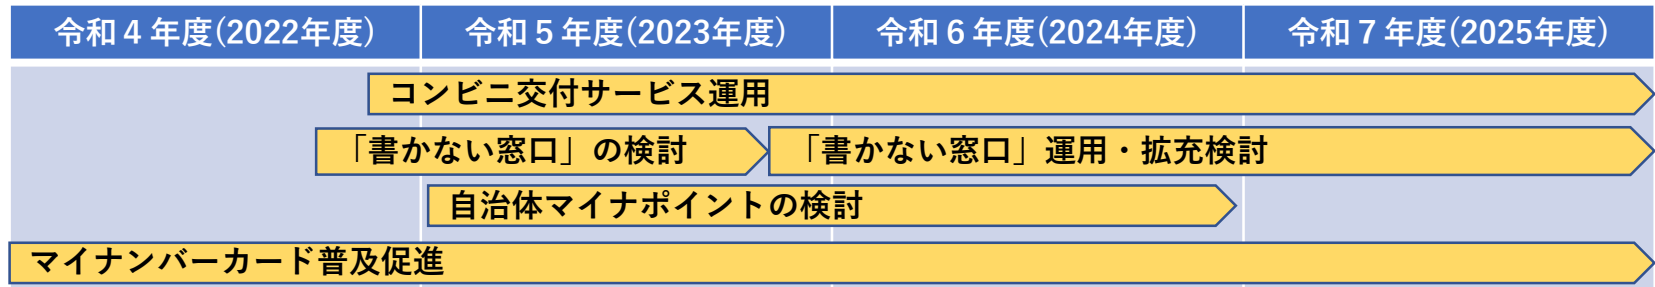 令和４年度(2022年度) 令和５年度(2023年度) 令和６年度(2024年度) 令和７年度(2025年度)
コンビニ交付サービス運用
「書かない窓口」の検討 「書かない窓口」運用・拡充検討
自治体マイナポイントの検討
マイナンバーカード普及促進